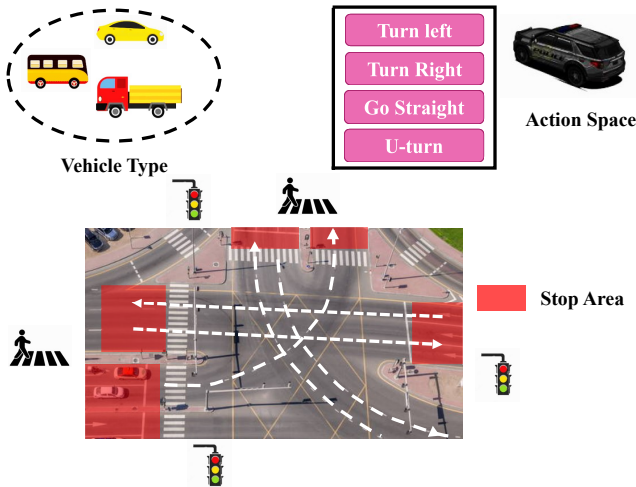 Turn left
Turn Right
Go Straight
U-turn
Action Space
Vehicle Type
Stop Area